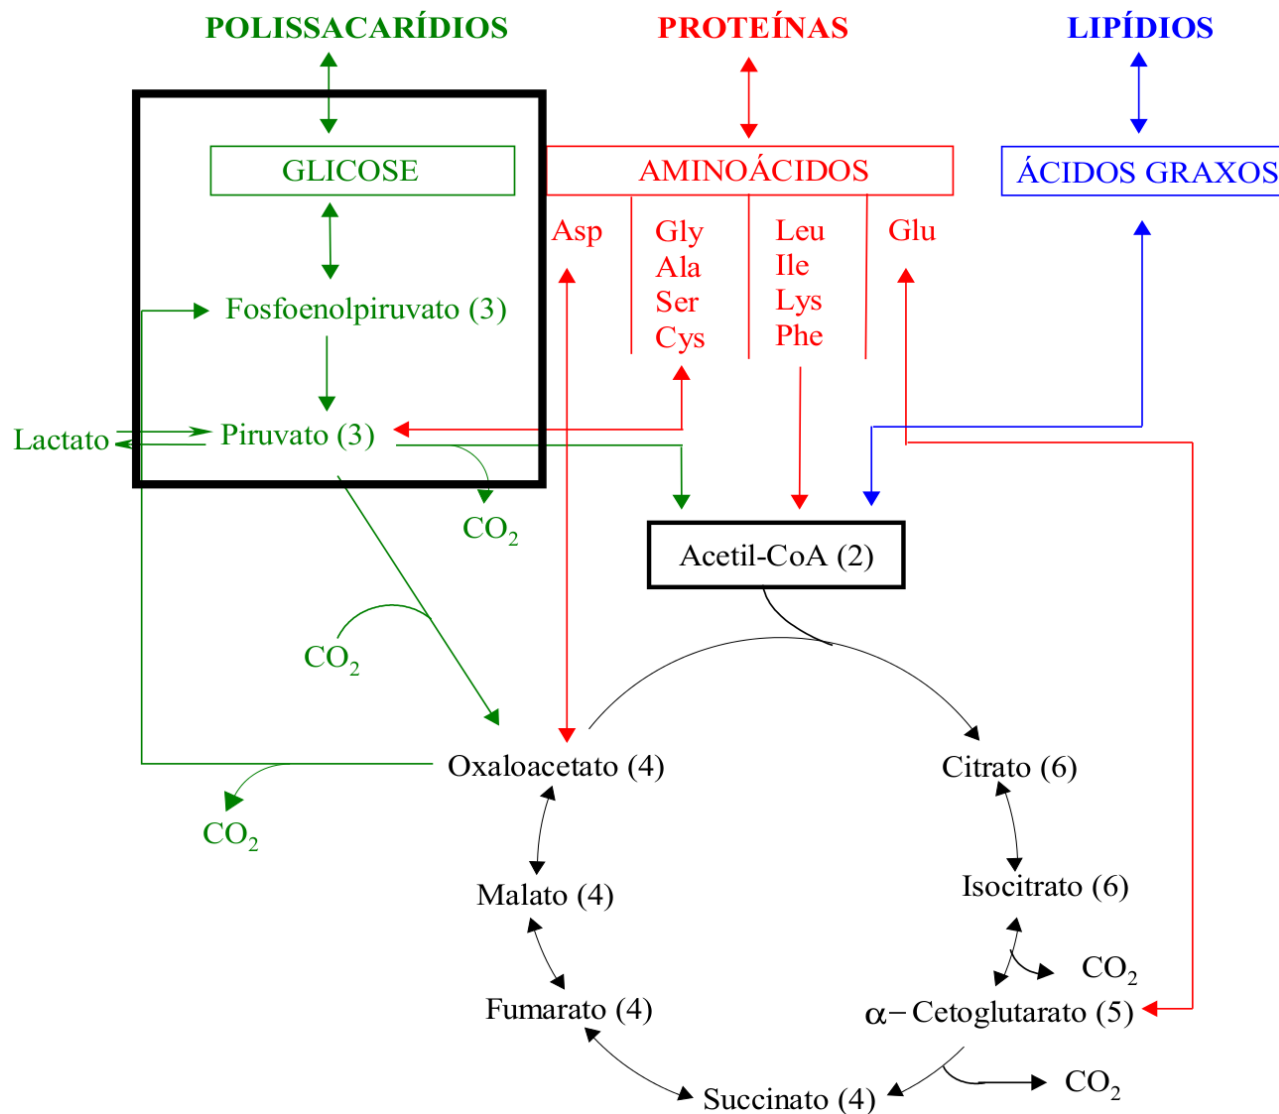 POLISSACARÍDIOS PROTEÍNAS LIPÍDIOS
GLICOSE AMINOÁCIDOS ÁCIDOS GRAXOS
Asp Gly Leu Glu
Ala Ile
Ser Lys
Cys Phe
Fosfoenolpiruvato (3)
Lactato Piruvato (3)
CO₂
Acetil-CoA (2)
CO₂
Oxaloacetato (4) Citrato (6)
CO₂
Malato (4) Isocitrato (6)
CO₂
Fumarato (4) α– Cetoglutarato (5)
CO₂
Succinato (4)